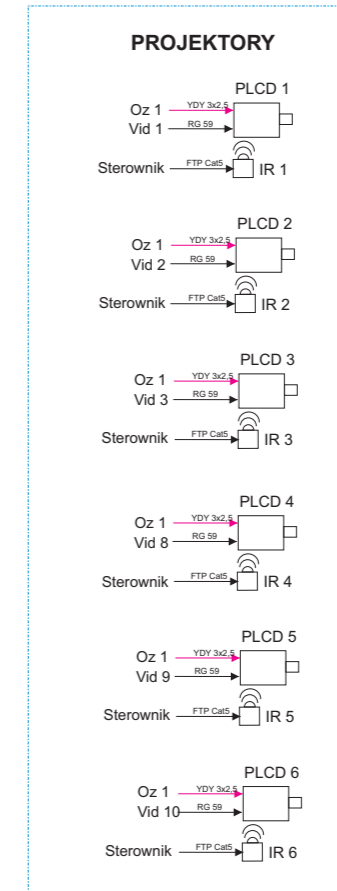 PROJEKTORY
PLCD 1
Oz 1 YDY 3x2,5
Vid 1 RG 59
Sterownik FTP Cat5 IR 1
PLCD 2
Oz 1 YDY 3x2,5
Vid 2 RG 59
Sterownik FTP Cat5 IR 2
PLCD 3
Oz 1 YDY 3x2,5
Vid 3 RG 59
Sterownik FTP Cat5 IR 3
PLCD 4
Oz 1 YDY 3x2,5
Vid 8 RG 59
Sterownik FTP Cat5 IR 4
PLCD 5
Oz 1 YDY 3x2,5
Vid 9 RG 59
Sterownik FTP Cat5 IR 5
PLCD 6
Oz 1 YDY 3x2,5
Vid 10 RG 59
Sterownik FTP Cat5 IR 6